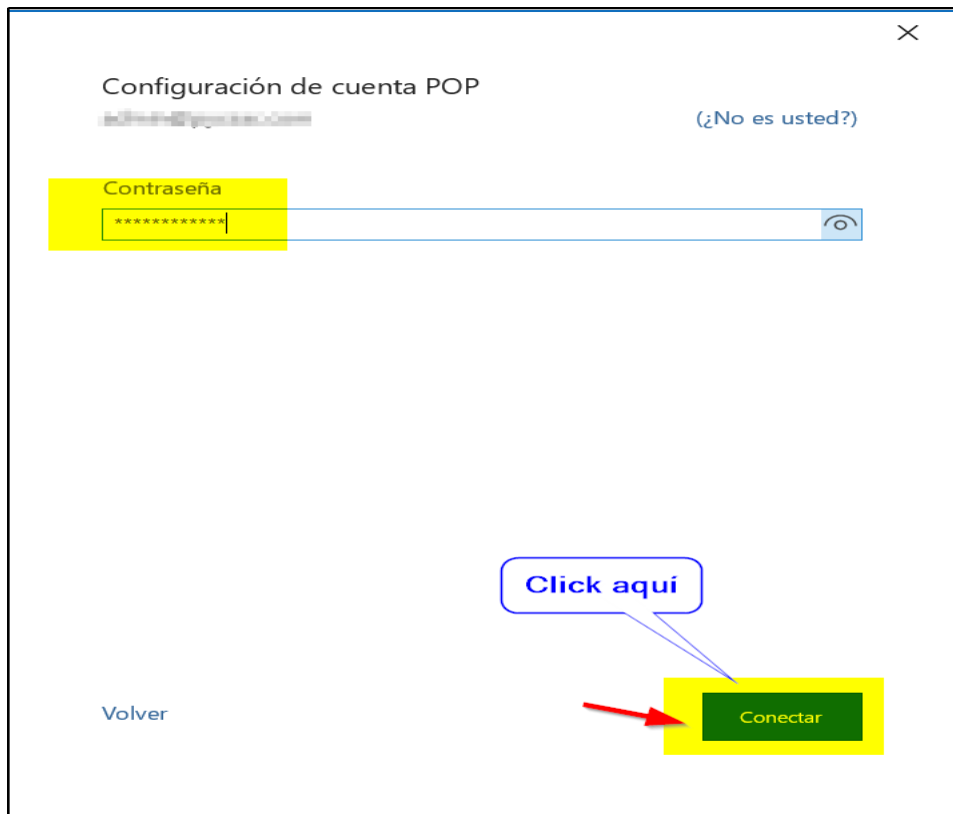 Configuración de cuenta POP
(¿No es usted?)
Contraseña
************
Click aquí
Volver
Conectar